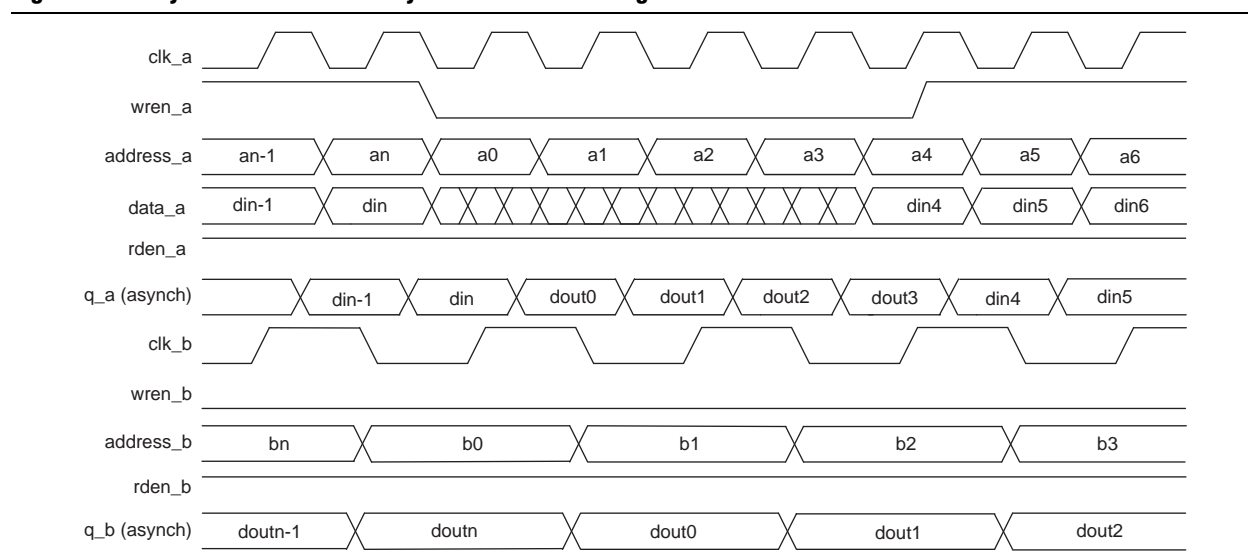 clk_a
wren_a
address_a an-1 an a0 a1 a2 a3 a4 a5 a6
data_a din-1 din din4 din5 din6
rden_a
q_a (asynch) din-1 din dout0 dout1 dout2 dout3 din4 din5
clk_b
wren_b
address_b bn b0 b1 b2 b3
rden_b
q_b (asynch) doutn-1 doutn dout0 dout1 dout2